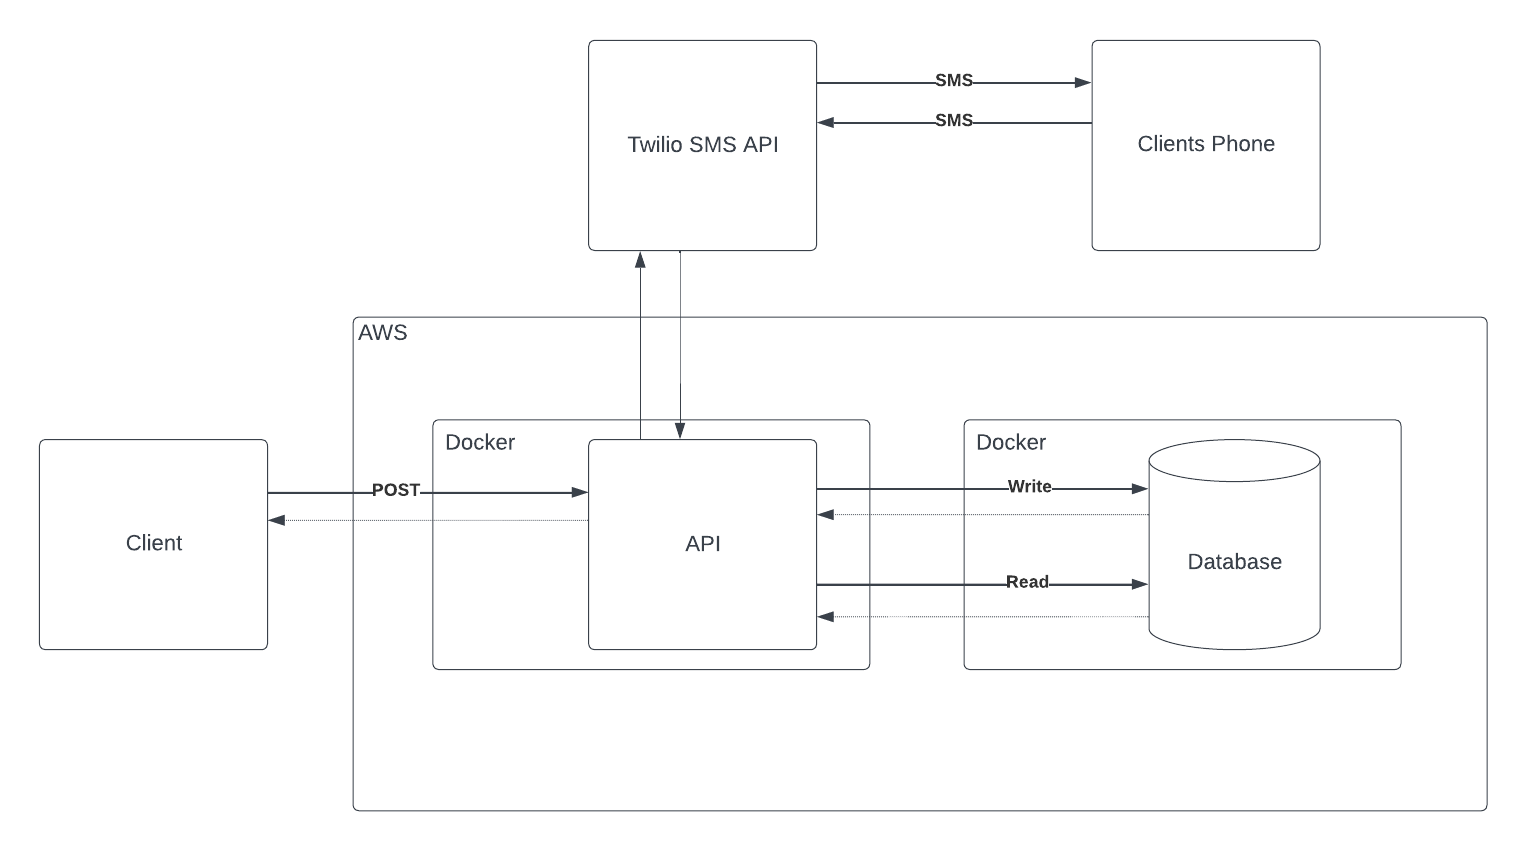 SMS
SMS
Twilio SMS API
Clients Phone
AWS
Docker
Docker
POST
Write
Client
API
Database
Read